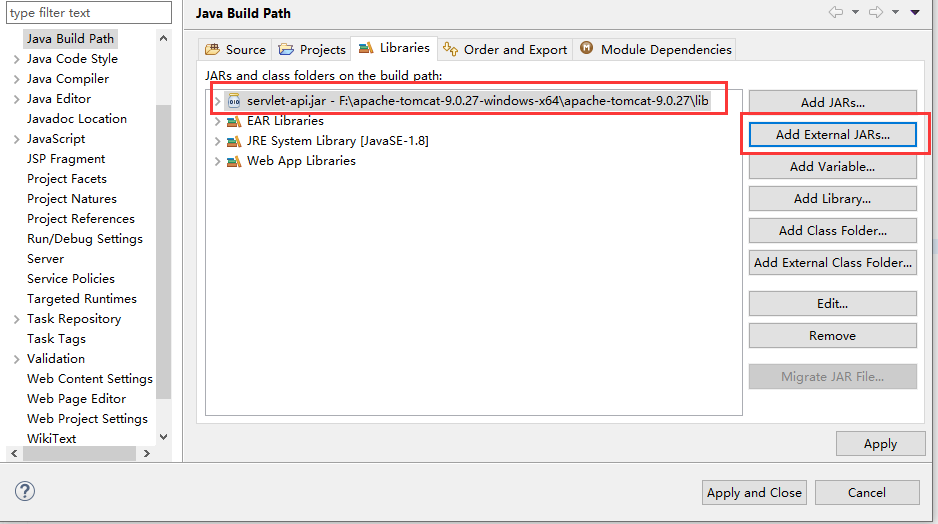 type filter text
Java Build Path
Java Code Style
Java Compiler
Java Editor
Javadoc Location
JavaScript
JSP Fragment
Project Facets
Project Natures
Project References
Run/Debug Settings
Server
Service Policies
Targeted Runtimes
Task Repository
Task Tags
Validation
Web Content Settings
Web Page Editor
Web Project Settings
WikiText
Java Build Path
Source
Projects
Libraries
Order and Export
Module Dependencies
JARs and class folders on the build path:
servlet-api.jar - F:\apache-tomcat-9.0.27-windows-x64\apache-tomcat-9.0.27\lib
EAR Libraries
JRE System Library [JavaSE-1.8]
Web App Libraries
Add JARs...
Add External JARs...
Add Variable...
Add Library...
Add Class Folder...
Add External Class Folder...
Edit...
Remove
Migrate JAR File...
Apply
Apply and Close
Cancel